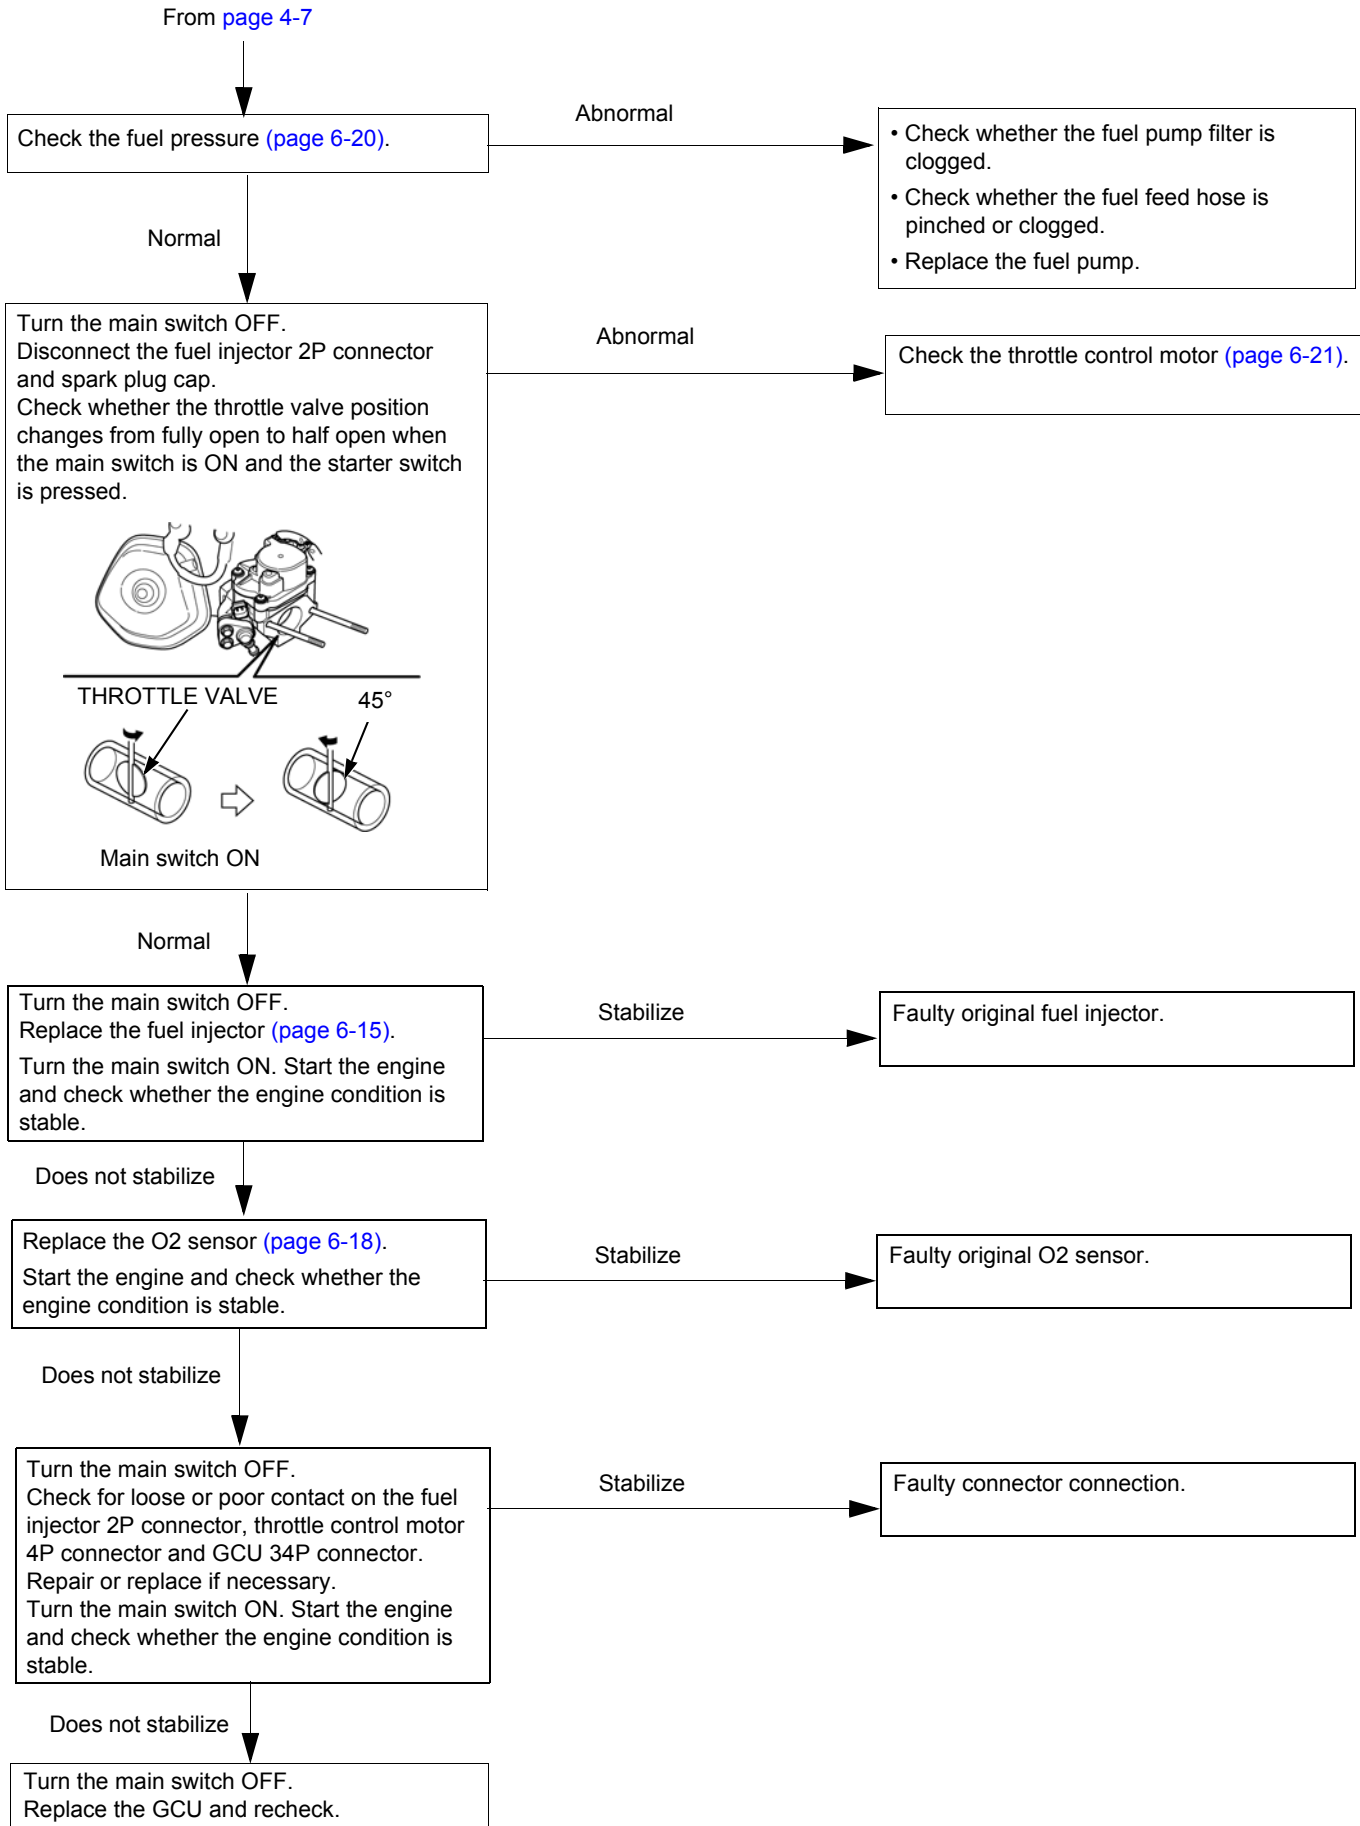 From page 4-7
Check the fuel pressure (page 6-20).
Abnormal
• Check whether the fuel pump filter is
clogged.
• Check whether the fuel feed hose is
pinched or clogged.
• Replace the fuel pump.
Normal
Turn the main switch OFF.
Disconnect the fuel injector 2P connector
and spark plug cap.
Check whether the throttle valve position
changes from fully open to half open when
the main switch is ON and the starter switch
is pressed.
THROTTLE VALVE
45°
Main switch ON
Abnormal
Check the throttle control motor (page 6-21).
Normal
Turn the main switch OFF.
Replace the fuel injector (page 6-15).
Turn the main switch ON. Start the engine
and check whether the engine condition is
stable.
Stabilize
Faulty original fuel injector.
Does not stabilize
Replace the O2 sensor (page 6-18).
Start the engine and check whether the
engine condition is stable.
Stabilize
Faulty original O2 sensor.
Does not stabilize
Turn the main switch OFF.
Check for loose or poor contact on the fuel
injector 2P connector, throttle control motor
4P connector and GCU 34P connector.
Repair or replace if necessary.
Turn the main switch ON. Start the engine
and check whether the engine condition is
stable.
Stabilize
Faulty connector connection.
Does not stabilize
Turn the main switch OFF.
Replace the GCU and recheck.